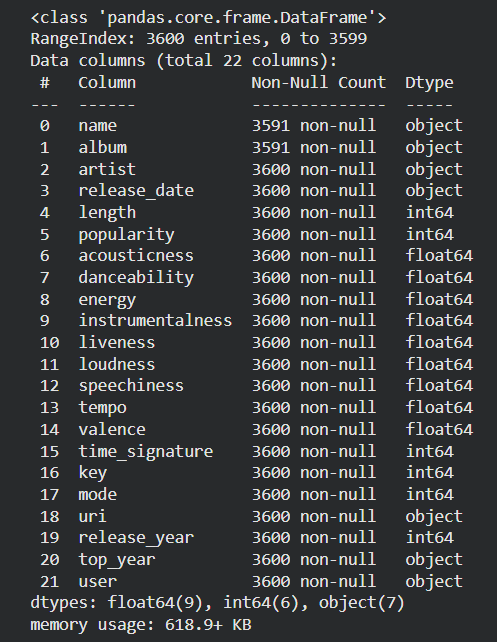 <class 'pandas.core.frame.DataFrame'>
RangeIndex: 3600 entries, 0 to 3599
Data columns (total 22 columns):
 #   Column            Non-Null Count  Dtype
---  ------            --------------  -----
 0   name              3591 non-null   object
 1   album             3591 non-null   object
 2   artist            3600 non-null   object
 3   release_date      3600 non-null   object
 4   length            3600 non-null   int64
 5   popularity        3600 non-null   int64
 6   acousticness      3600 non-null   float64
 7   danceability      3600 non-null   float64
 8   energy            3600 non-null   float64
 9   instrumentalness  3600 non-null   float64
 10  liveness          3600 non-null   float64
 11  loudness          3600 non-null   float64
 12  speechiness       3600 non-null   float64
 13  tempo             3600 non-null   float64
 14  valence           3600 non-null   float64
 15  time_signature    3600 non-null   int64
 16  key               3600 non-null   int64
 17  mode              3600 non-null   int64
 18  uri               3600 non-null   object
 19  release_year      3600 non-null   int64
 20  top_year          3600 non-null   object
 21  user              3600 non-null   object
dtypes: float64(9), int64(6), object(7)
memory usage: 618.9+ KB